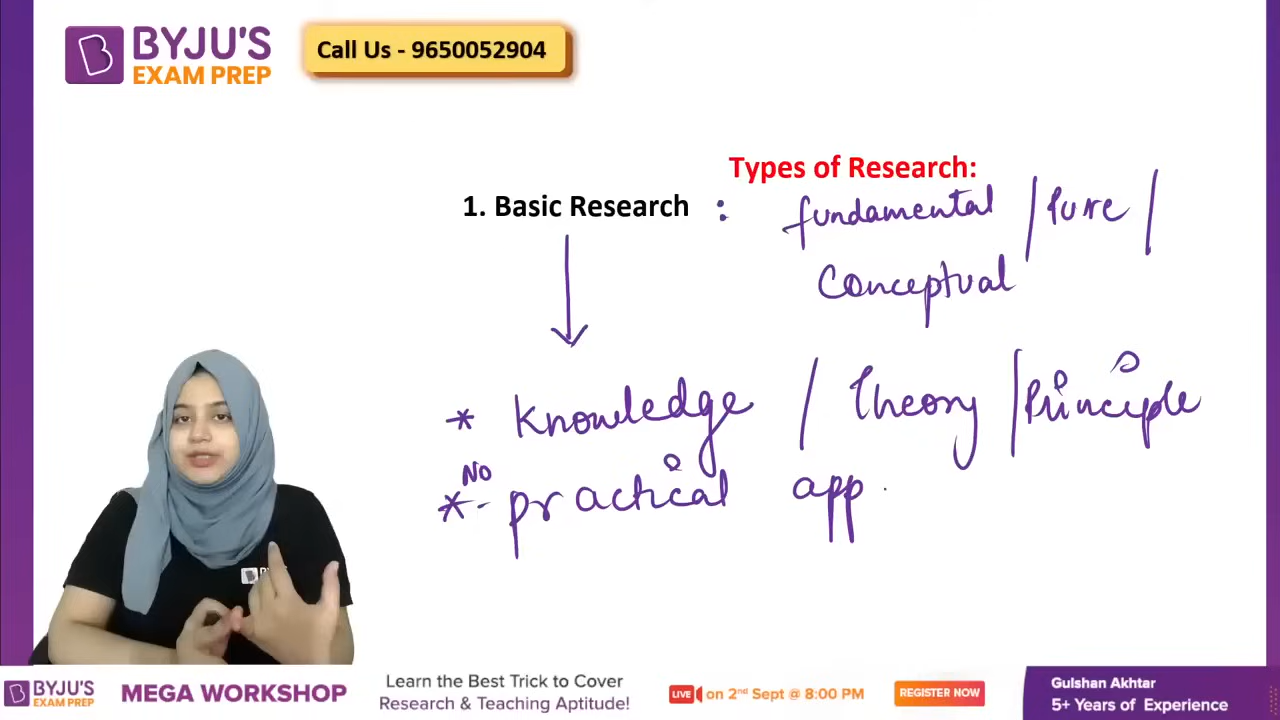 BYJU'S
EXAM PREP
Call Us - 9650052904
Types of Research:
1. Basic Research : fundamental / Pure /
Conceptual
* Knowledge / Theory / Principle
No
*- practical app.
BYJU'S
EXAM PREP
MEGA WORKSHOP
Learn the Best Trick to Cover
Research & Teaching Aptitude!
LIVE on 2nd Sept @ 8:00 PM
REGISTER NOW
Gulshan Akhtar
5+ Years of Experience